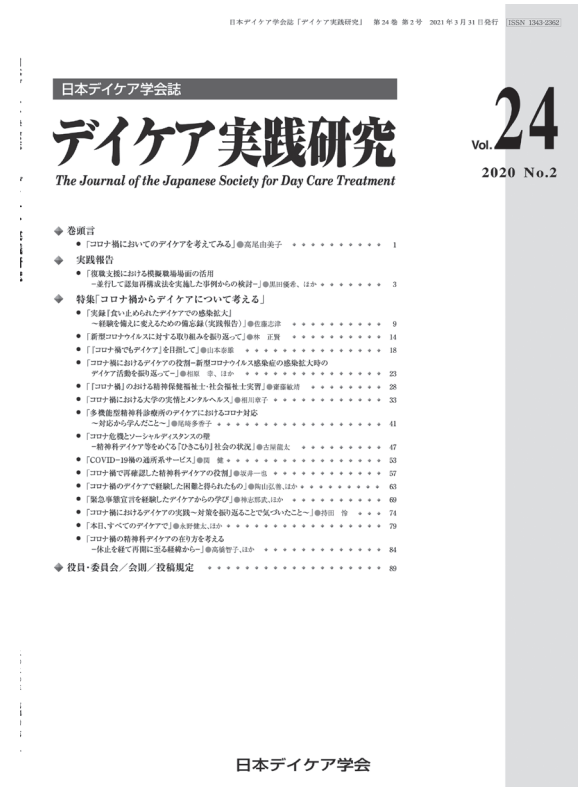 日本デイケア学会誌「デイケア実践研究」 第24巻 第2号 2021年3月31日発行 [ISSN 1343-2362]
日本デイケア学会誌
デイケア実践研究
The Journal of the Japanese Society for Day Care Treatment
Vol. 24
2020 No.2
◆ 巻頭言
● 「コロナ禍においてのデイケアを考えてみる」●高尾由美子 1
◆ 実践報告
● 「復職支援における模擬職場場面の活用
−並行して認知再構成法を実施した事例からの検討−」●黒田優希、ほか 3
◆ 特集「コロナ禍からデイケアについて考える」
● 「実録『食い止められたデイケアでの感染拡大』
〜経験を備えに変えるための備忘録（実践報告）」●佐藤志津 9
● 「新型コロナウイルスに対する取り組みを振り返って」●林 正賢 14
● 「『コロナ禍でもデイケア』を目指して」●山本泰雄 18
● 「コロナ禍におけるデイケアの役割−新型コロナウイルス感染症の感染拡大時の
デイケア活動を振り返って−」●相原 幸、ほか 23
● 「『コロナ禍』のおける精神保健福祉士・社会福祉士実習」●齋藤敏靖 28
● 「コロナ禍における大学の実情とメンタルヘルス」●相川章子 33
● 「多機能型精神科診療所のデイケアにおけるコロナ対応
〜対応から学んだこと〜」●尾﨑多香子 41
● 「コロナ危機とソーシャルディスタンスの壁
−精神科デイケア等をめぐる『ひきこもり』社会の状況」●古屋龍太 47
● 「COVID−19禍の通所系サービス」●関 健 53
● 「コロナ禍で再確認した精神科デイケアの役割」●坂井一也 57
● 「コロナ禍のデイケアで経験した困難と得られたもの」●陶山弘善、ほか 63
● 「緊急事態宣言を経験したデイケアからの学び」●神志那武、ほか 69
● 「コロナ禍におけるデイケアの実践〜対策を振り返ることで気づいたこと〜」●持田 惇 74
● 「本日、すべてのデイケアで」●永野健太、ほか 79
● 「コロナ禍の精神科デイケアの在り方を考える
−休止を経て再開に至る経緯から−」●高橋智子、ほか 84
◆ 役員・委員会／会則／投稿規定 89
日本デイケア学会